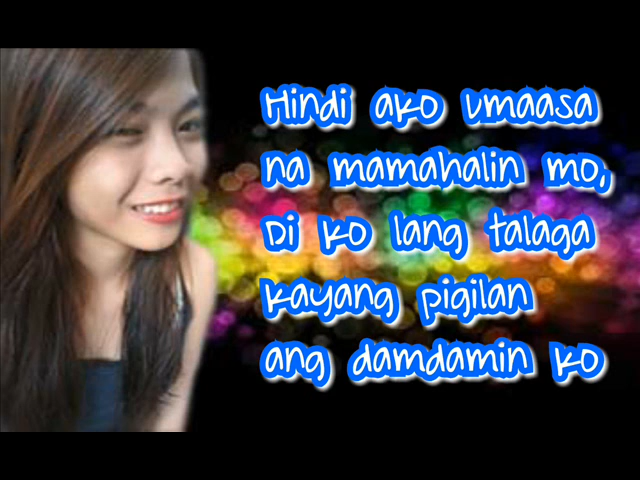 Hindi ako umaasa
na mamahalin mo,
Di ko lang talaga
kayang pigilan
ang damdamin ko